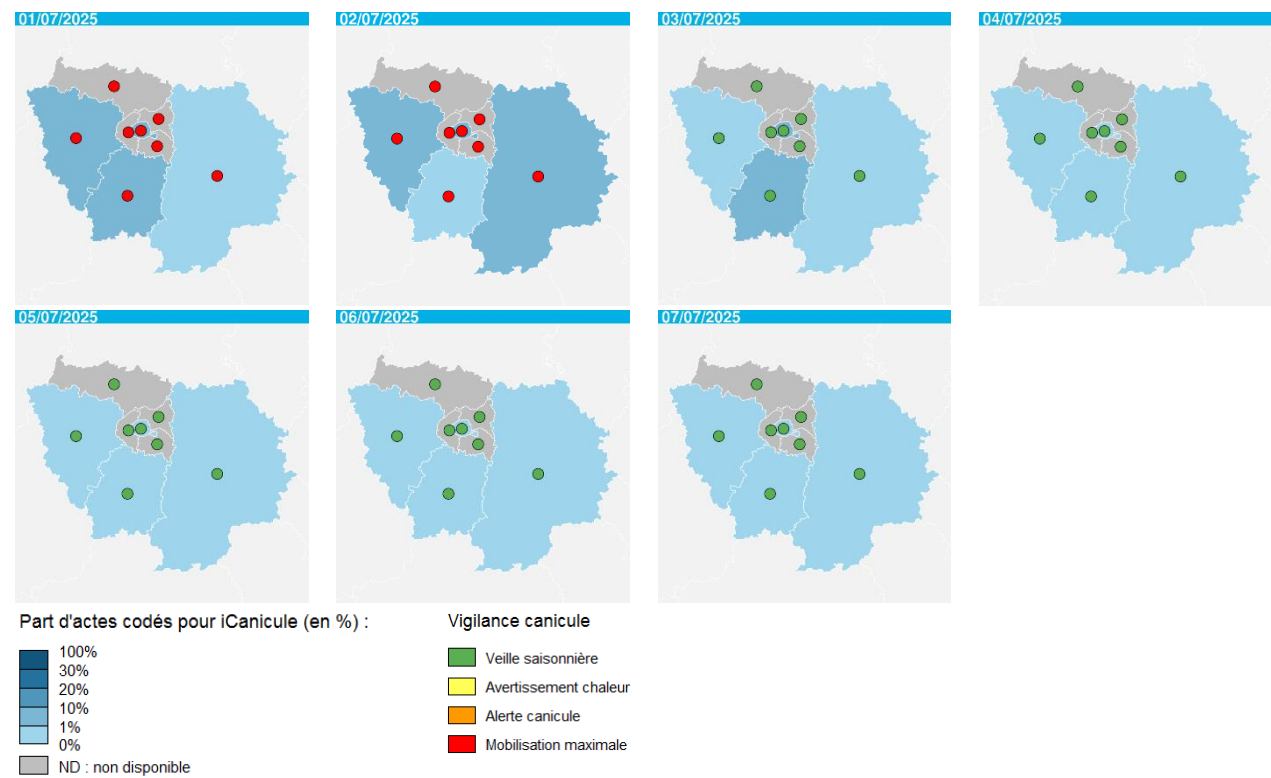 01/07/2025
02/07/2025
03/07/2025
04/07/2025
05/07/2025
06/07/2025
07/07/2025
Part d'actes codés pour iCanicule (en %) :
100%
30%
20%
10%
1%
0%
ND : non disponible
Vigilance canicule
Veille saisonnière
Avertissement chaleur
Alerte canicule
Mobilisation maximale